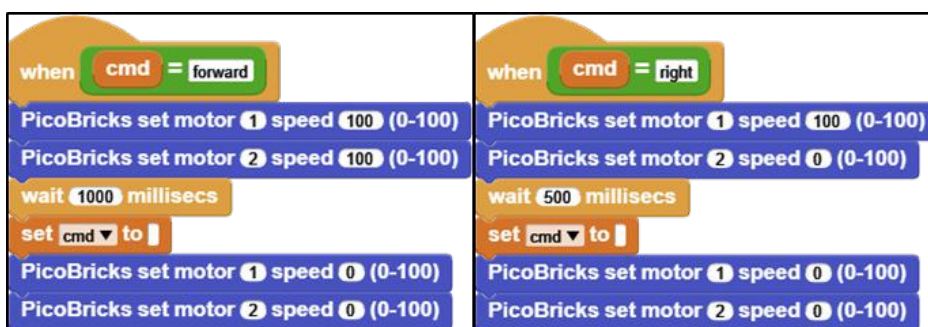 when cmd = forward
PicoBricks set motor 1 speed 100 (0-100)
PicoBricks set motor 2 speed 100 (0-100)
wait 1000 millisecs
set cmd ▼ to
PicoBricks set motor 1 speed 0 (0-100)
PicoBricks set motor 2 speed 0 (0-100)
when cmd = right
PicoBricks set motor 1 speed 100 (0-100)
PicoBricks set motor 2 speed 0 (0-100)
wait 500 millisecs
set cmd ▼ to
PicoBricks set motor 1 speed 0 (0-100)
PicoBricks set motor 2 speed 0 (0-100)